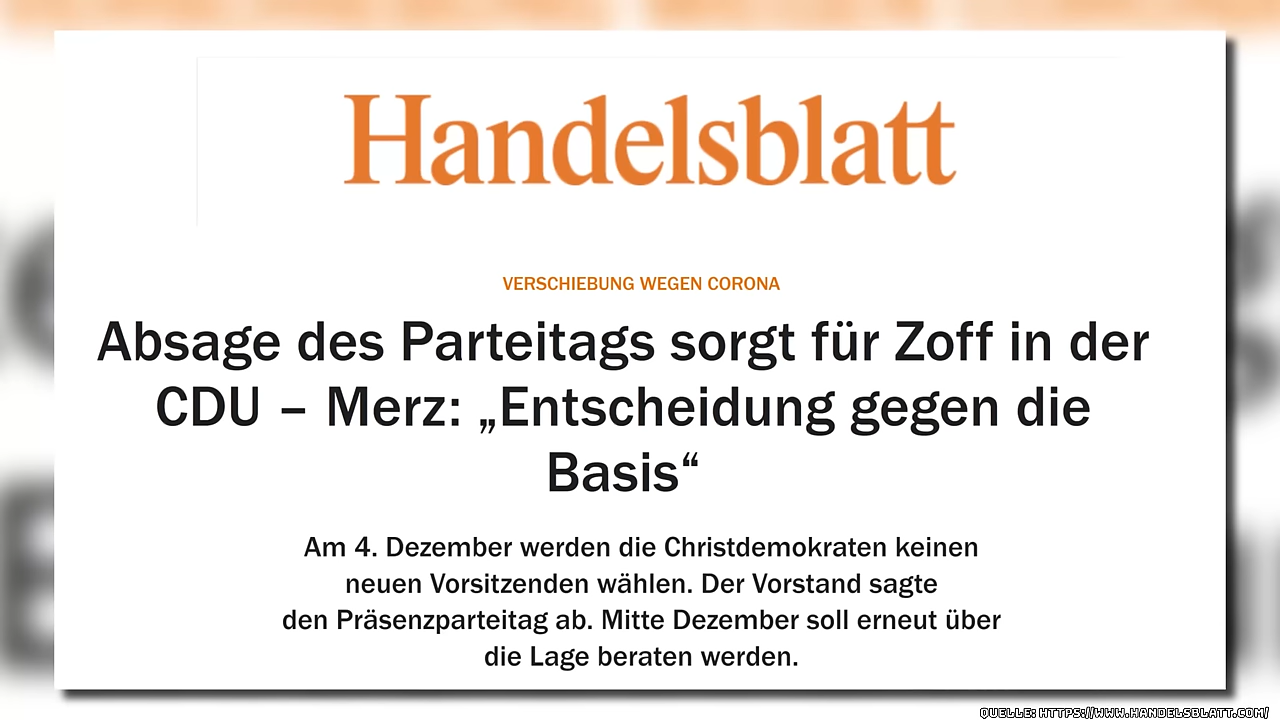 Handelsblatt
VERSCHIEBUNG WEGEN CORONA
Absage des Parteitags sorgt für Zoff in der
CDU – Merz: „Entscheidung gegen die
Basis“
Am 4. Dezember werden die Christdemokraten keinen
neuen Vorsitzenden wählen. Der Vorstand sagte
den Präsenzparteitag ab. Mitte Dezember soll erneut über
die Lage beraten werden.
QUELLE: HTTPS://WWW.HANDELSBLATT.COM/